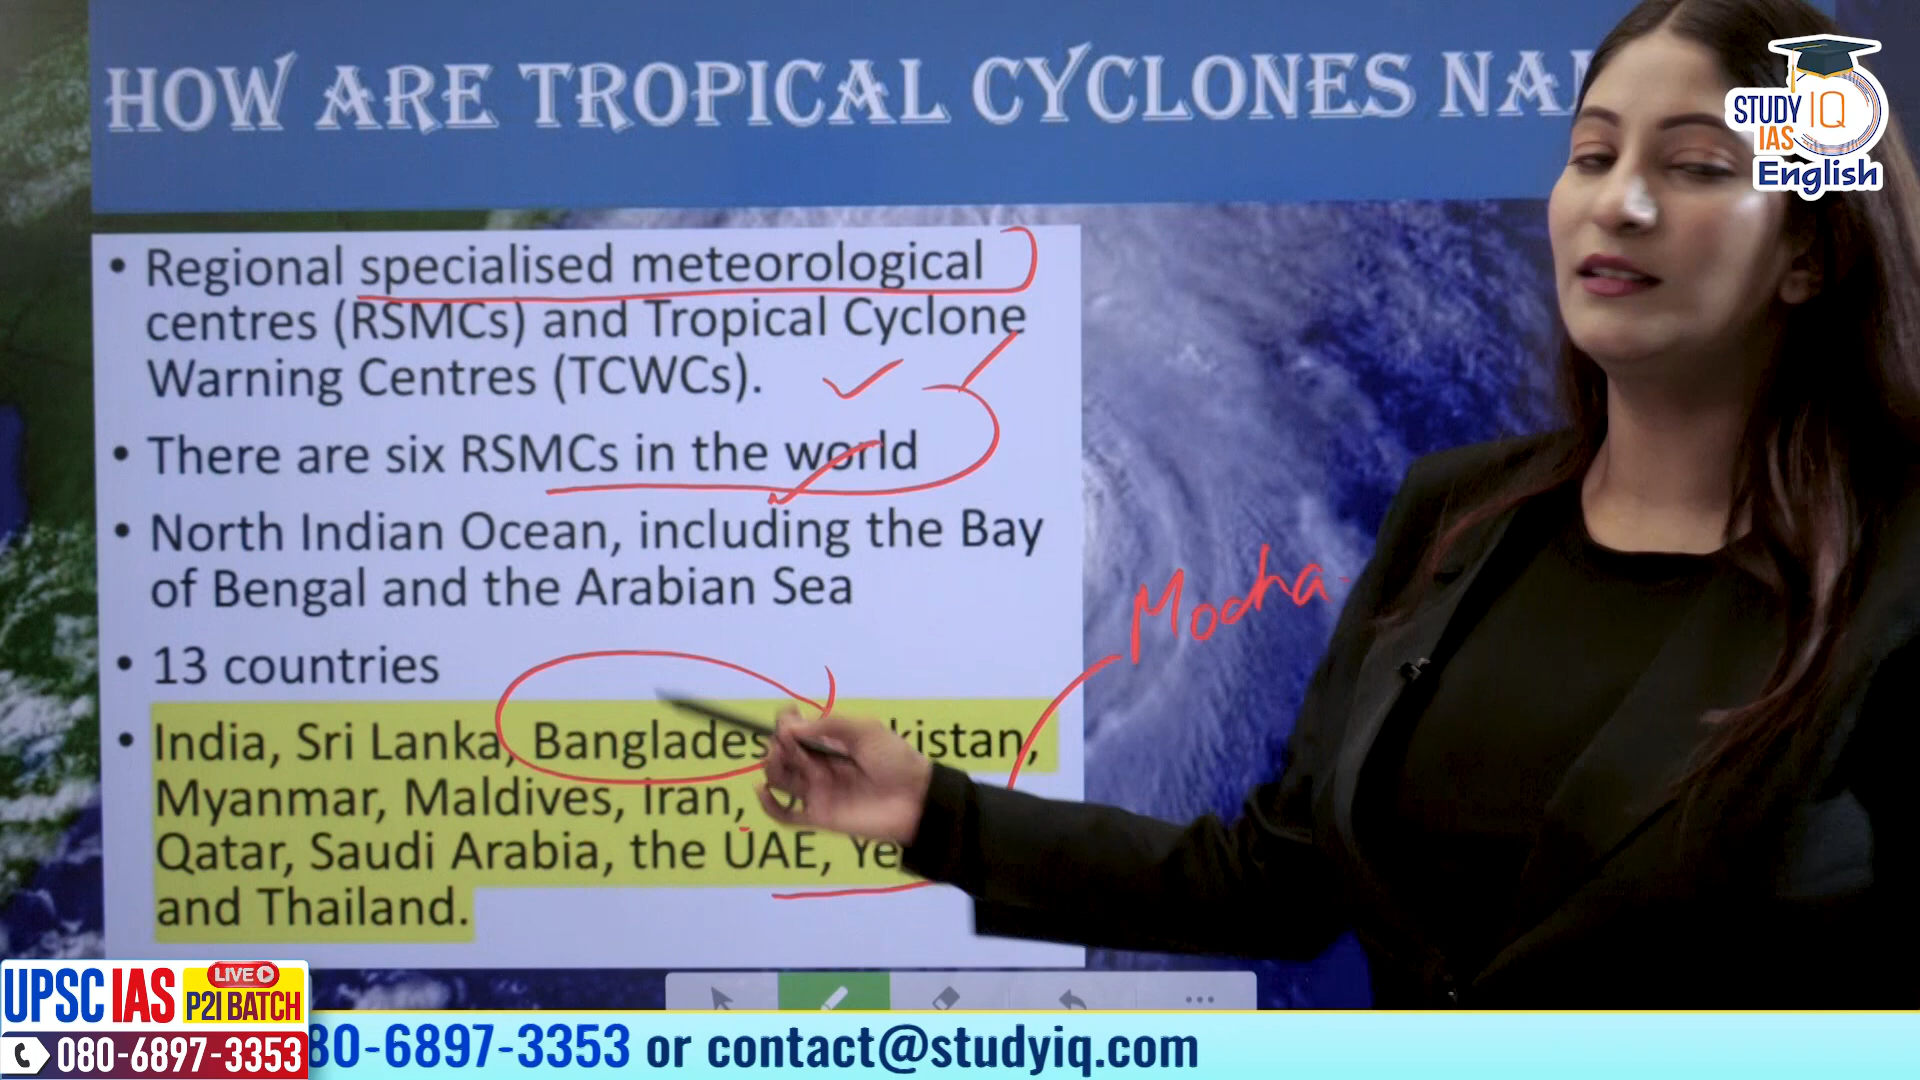 HOW ARE TROPICAL CYCLONES NA
STUDY IQ
IAS
English
• Regional specialised meteorological
centres (RSMCs) and Tropical Cyclone
Warning Centres (TCWCs).
• There are six RSMCs in the world
• North Indian Ocean, including the Bay
of Bengal and the Arabian Sea
Mocha
• 13 countries
• India, Sri Lanka, Bangladesh, kistan,
Myanmar, Maldives, Iran,
Qatar, Saudi Arabia, the UAE, Ye
and Thailand.
UPSC IAS LIVE
P2I BATCH
080-6897-3353
80-6897-3353 or contact@studyiq.com